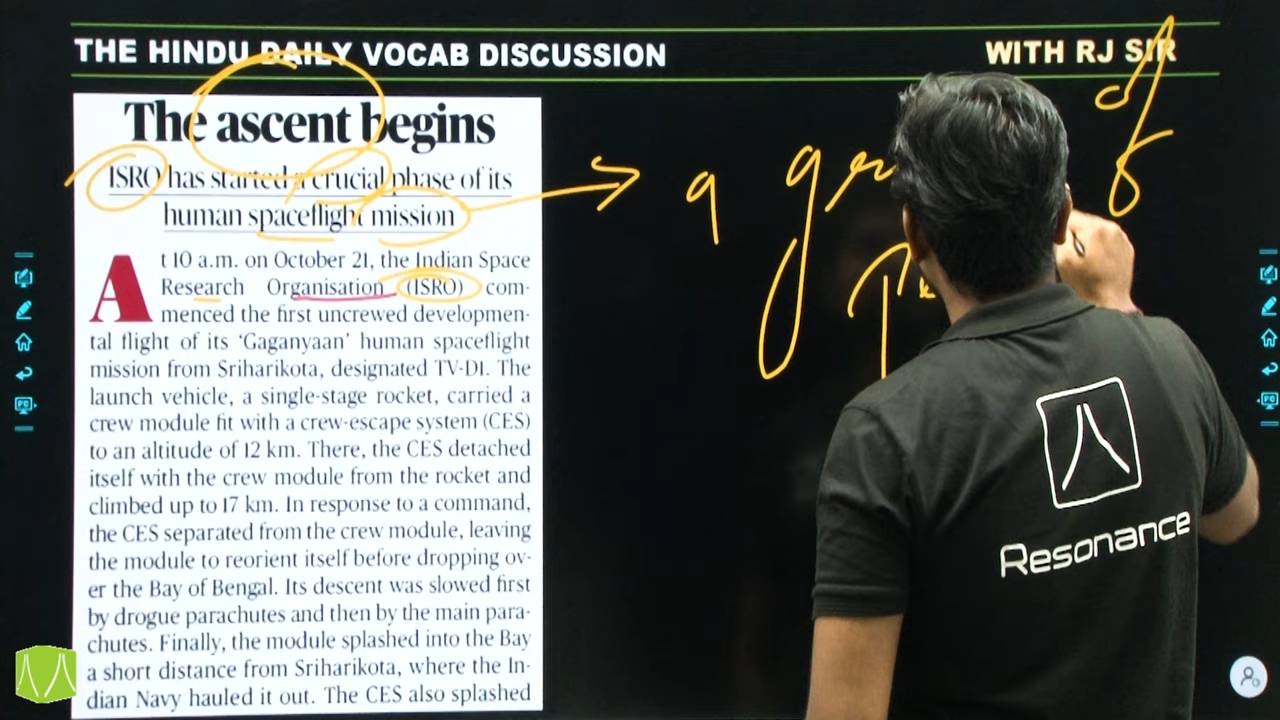 THE HINDU DAILY VOCAB DISCUSSION
WITH RJ SIR
The ascent begins
ISRO has started a crucial phase of its
human spaceflight mission
At 10 a.m. on October 21, the Indian Space
Research Organisation (ISRO) com-
menced the first uncrewed developmen-
tal flight of its ‘Gaganyaan’ human spaceflight
mission from Sriharikota, designated TV-D1. The
launch vehicle, a single-stage rocket, carried a
crew module fit with a crew-escape system (CES)
to an altitude of 12 km. There, the CES detached
itself with the crew module from the rocket and
climbed up to 17 km. In response to a command,
the CES separated from the crew module, leaving
the module to reorient itself before dropping ov-
er the Bay of Bengal. Its descent was slowed first
by drogue parachutes and then by the main para-
chutes. Finally, the module splashed into the Bay
a short distance from Sriharikota, where the In-
dian Navy hauled it out. The CES also splashed
a
of
Resonance